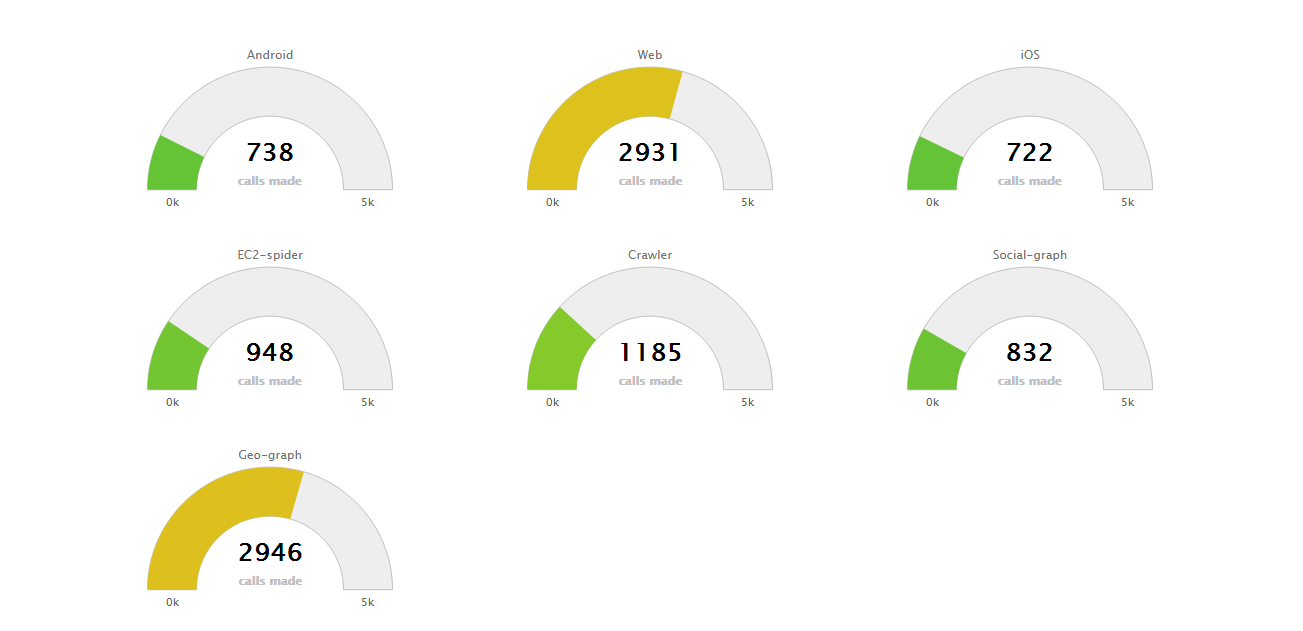 Android
738
calls made
0k 5k
Web
2931
calls made
0k 5k
iOS
722
calls made
0k 5k
EC2-spider
948
calls made
0k 5k
Crawler
1185
calls made
0k 5k
Social-graph
832
calls made
0k 5k
Geo-graph
2946
calls made
0k 5k